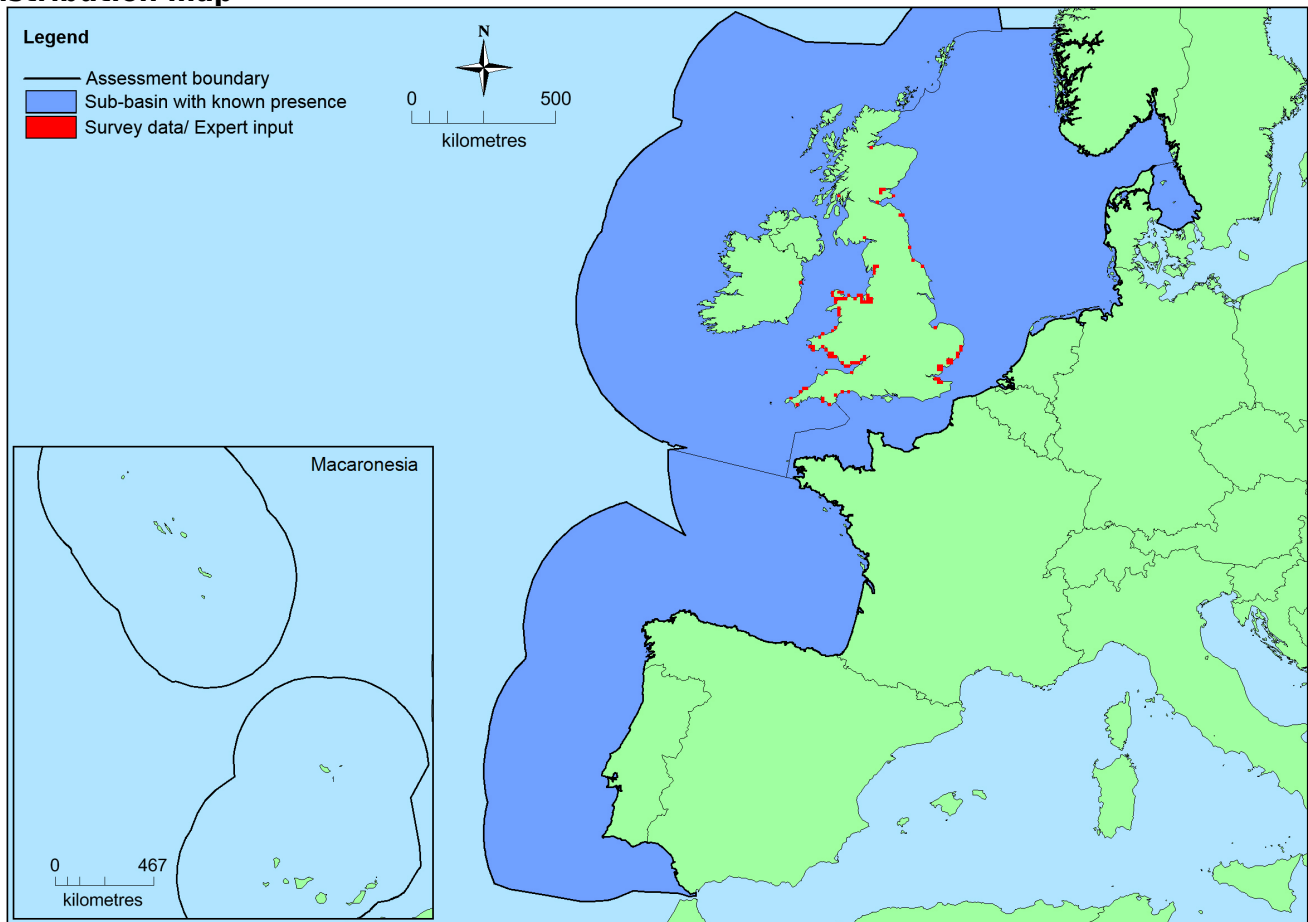 Legend
Assessment boundary
Sub-basin with known presence
Survey data/ Expert input
N
0 500
kilometres
Macaronesia
0 467
kilometres